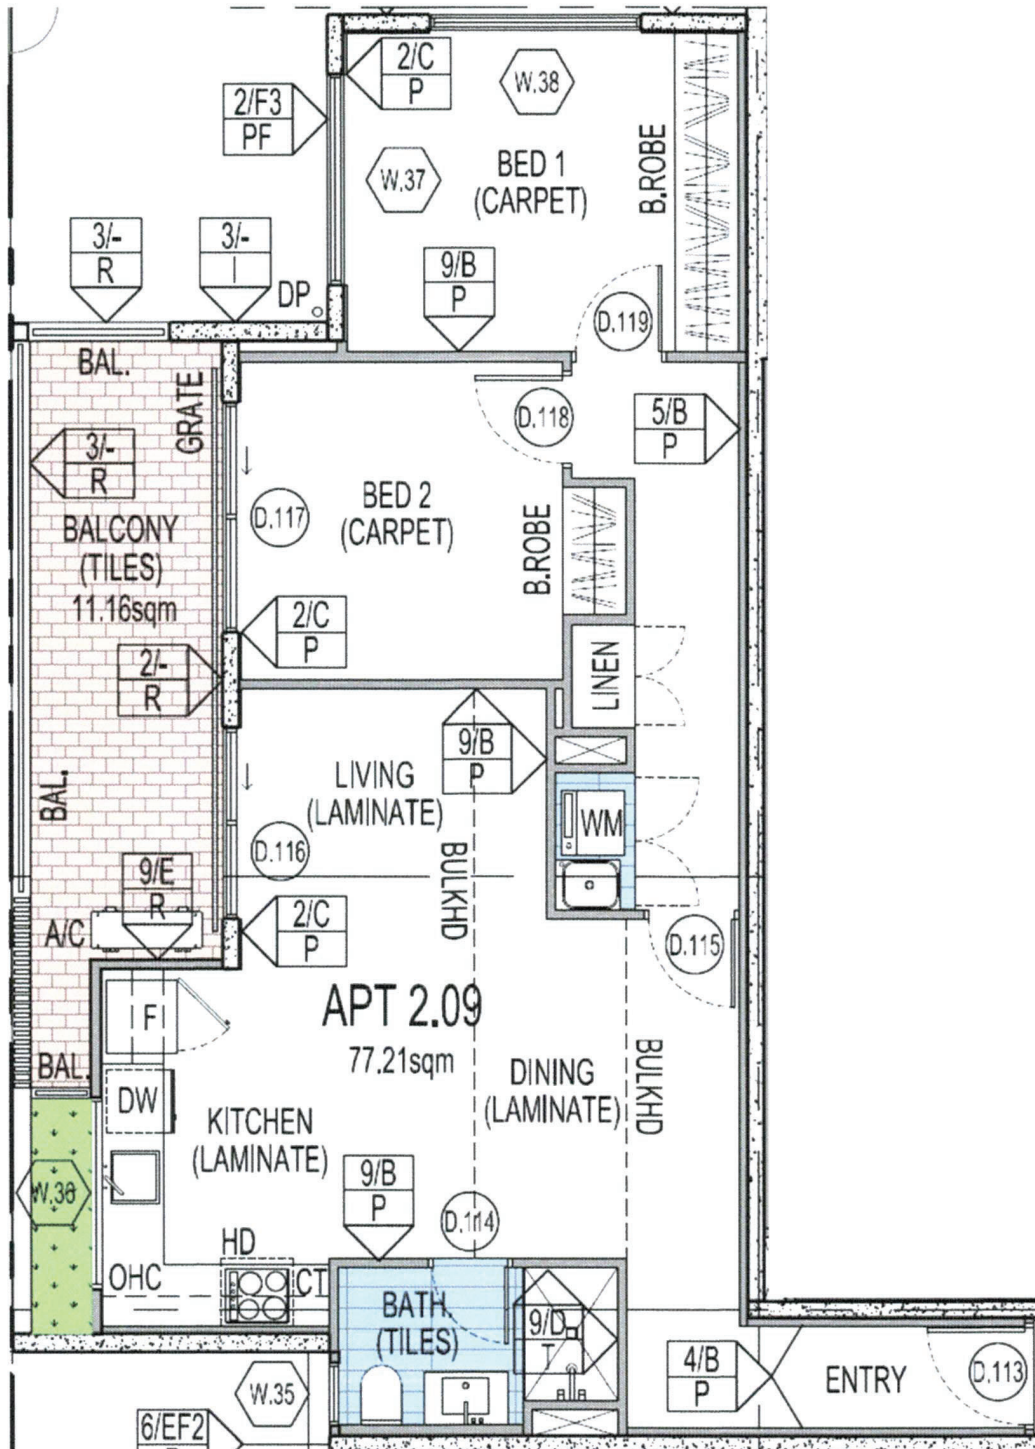 2/C
P
W.38
2/F3
PF
W.37
BED 1
(CARPET)
B.ROBE
3/-
R
3/-
I
DP
9/B
P
D.119
BAL.
GRATE
D.118
5/B
P
3/-
R
BED 2
(CARPET)
D.117
B.ROBE
BALCONY
(TILES)
11.16sqm
2/C
P
2/-
R
LINEN
9/B
P
LIVING
(LAMINATE)
BAL.
WM
D.116
BULKHD
9/E
R
A/C
2/C
P
D.115
APT 2.09
77.21sqm
F
BAL.
DW
DINING
(LAMINATE)
BULKHD
KITCHEN
(LAMINATE)
W.36
9/B
P
D.114
HD
OHC
CT
BATH.
(TILES)
9/D
T
4/B
P
ENTRY
D.113
W.35
6/EF2